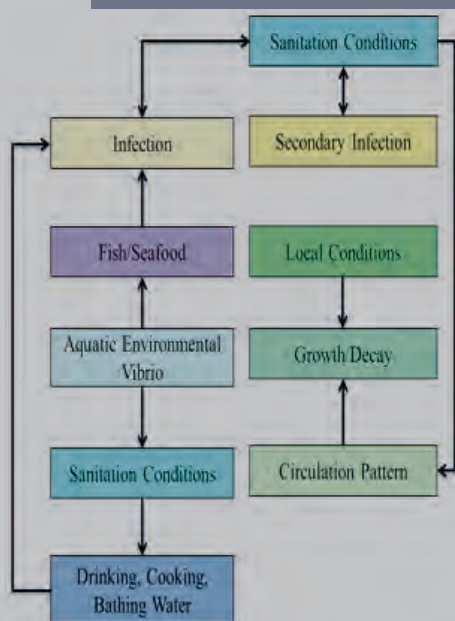 Sanitation Conditions
Infection
Secondary Infection
Fish/Seafood
Local Conditions
Aquatic Environmental
Vibrio
Growth/Decay
Sanitation Conditions
Circulation Pattern
Drinking, Cooking,
Bathing Water